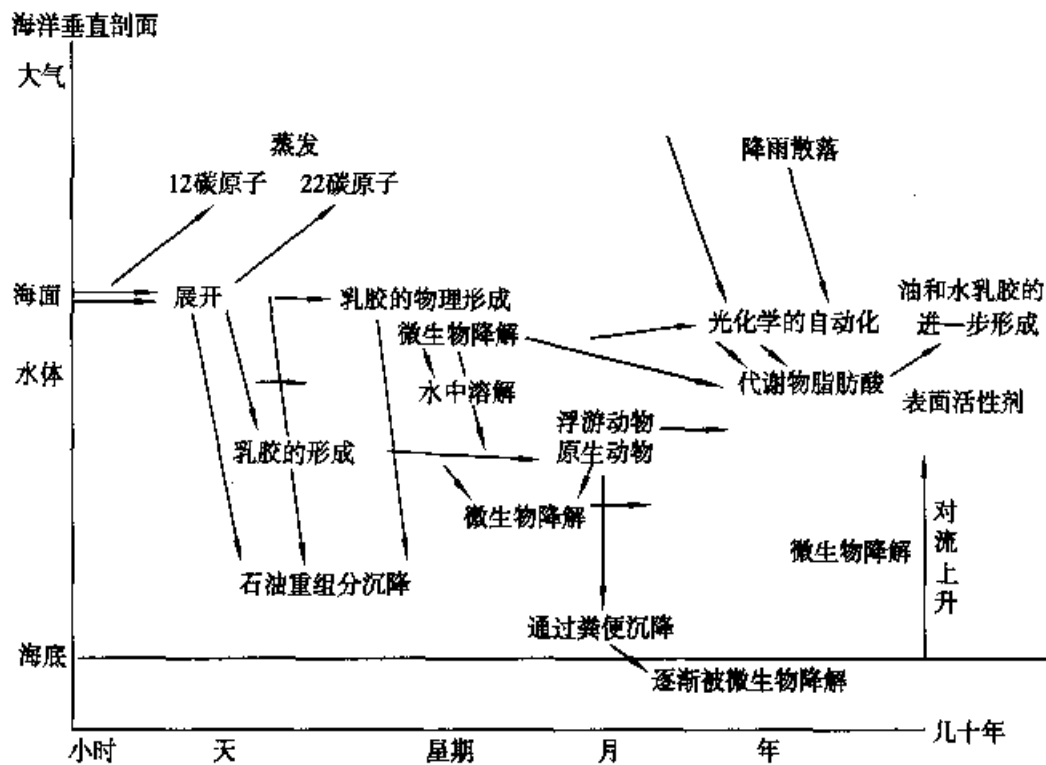 海洋垂直剖面
大气
蒸发
降雨散落
12碳原子
22碳原子
海面
展开
乳胶的物理形成
油和水乳胶的
进一步形成
微生物降解
光化学的自动化
水体
水中溶解
代谢物脂肪酸
表面活性剂
浮游动物
原生动物
乳胶的形成
微生物降解
微生物降解
对流上升
石油重组分沉降
通过粪便沉降
海底
逐渐被微生物降解
小时
天
星期
月
年
几十年